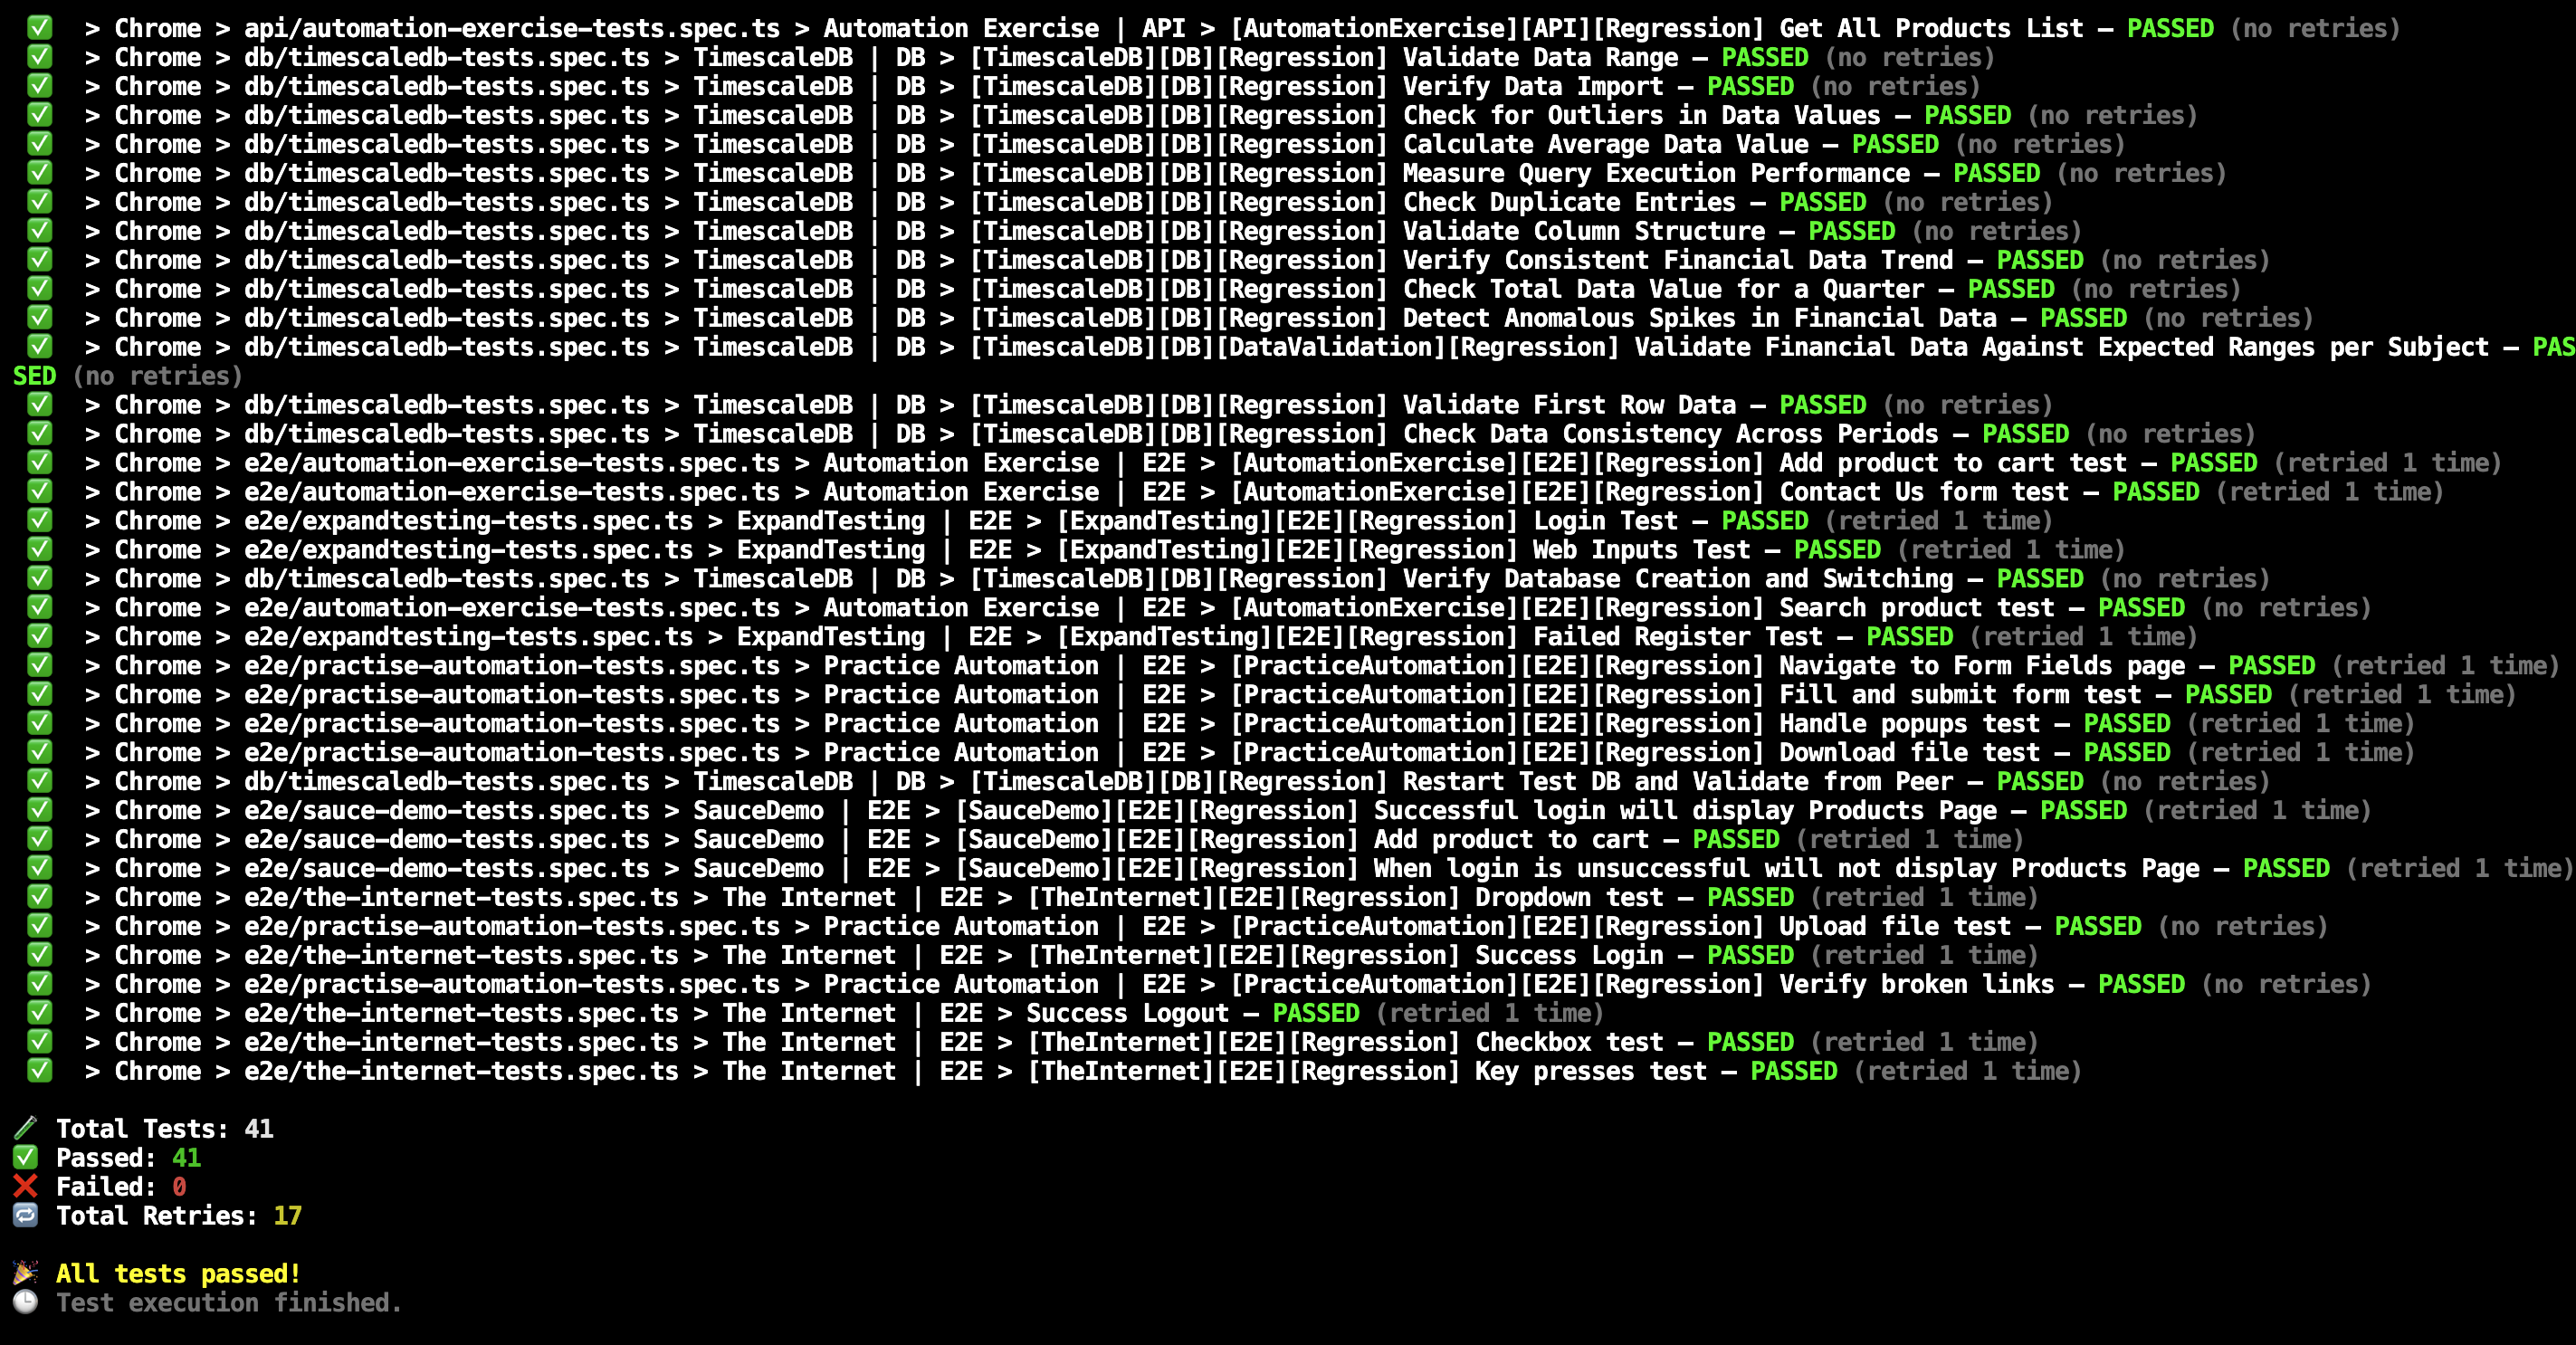 ✅ > Chrome > api/automation-exercise-tests.spec.ts > Automation Exercise | API > [AutomationExercise][API][Regression] Get All Products List – PASSED (no retries)
✅ > Chrome > db/timescaledb-tests.spec.ts > TimescaleDB | DB > [TimescaleDB][DB][Regression] Validate Data Range – PASSED (no retries)
✅ > Chrome > db/timescaledb-tests.spec.ts > TimescaleDB | DB > [TimescaleDB][DB][Regression] Verify Data Import – PASSED (no retries)
✅ > Chrome > db/timescaledb-tests.spec.ts > TimescaleDB | DB > [TimescaleDB][DB][Regression] Check for Outliers in Data Values – PASSED (no retries)
✅ > Chrome > db/timescaledb-tests.spec.ts > TimescaleDB | DB > [TimescaleDB][DB][Regression] Calculate Average Data Value – PASSED (no retries)
✅ > Chrome > db/timescaledb-tests.spec.ts > TimescaleDB | DB > [TimescaleDB][DB][Regression] Measure Query Execution Performance – PASSED (no retries)
✅ > Chrome > db/timescaledb-tests.spec.ts > TimescaleDB | DB > [TimescaleDB][DB][Regression] Check Duplicate Entries – PASSED (no retries)
✅ > Chrome > db/timescaledb-tests.spec.ts > TimescaleDB | DB > [TimescaleDB][DB][Regression] Validate Column Structure – PASSED (no retries)
✅ > Chrome > db/timescaledb-tests.spec.ts > TimescaleDB | DB > [TimescaleDB][DB][Regression] Verify Consistent Financial Data Trend – PASSED (no retries)
✅ > Chrome > db/timescaledb-tests.spec.ts > TimescaleDB | DB > [TimescaleDB][DB][Regression] Check Total Data Value for a Quarter – PASSED (no retries)
✅ > Chrome > db/timescaledb-tests.spec.ts > TimescaleDB | DB > [TimescaleDB][DB][Regression] Detect Anomalous Spikes in Financial Data – PASSED (no retries)
✅ > Chrome > db/timescaledb-tests.spec.ts > TimescaleDB | DB > [TimescaleDB][DB][DataValidation][Regression] Validate Financial Data Against Expected Ranges per Subject – PAS
SED (no retries)
✅ > Chrome > db/timescaledb-tests.spec.ts > TimescaleDB | DB > [TimescaleDB][DB][Regression] Validate First Row Data – PASSED (no retries)
✅ > Chrome > db/timescaledb-tests.spec.ts > TimescaleDB | DB > [TimescaleDB][DB][Regression] Check Data Consistency Across Periods – PASSED (no retries)
✅ > Chrome > e2e/automation-exercise-tests.spec.ts > Automation Exercise | E2E > [AutomationExercise][E2E][Regression] Add product to cart test – PASSED (retried 1 time)
✅ > Chrome > e2e/automation-exercise-tests.spec.ts > Automation Exercise | E2E > [AutomationExercise][E2E][Regression] Contact Us form test – PASSED (retried 1 time)
✅ > Chrome > e2e/expandtesting-tests.spec.ts > ExpandTesting | E2E > [ExpandTesting][E2E][Regression] Login Test – PASSED (retried 1 time)
✅ > Chrome > e2e/expandtesting-tests.spec.ts > ExpandTesting | E2E > [ExpandTesting][E2E][Regression] Web Inputs Test – PASSED (retried 1 time)
✅ > Chrome > db/timescaledb-tests.spec.ts > TimescaleDB | DB > [TimescaleDB][DB][Regression] Verify Database Creation and Switching – PASSED (no retries)
✅ > Chrome > e2e/automation-exercise-tests.spec.ts > Automation Exercise | E2E > [AutomationExercise][E2E][Regression] Search product test – PASSED (no retries)
✅ > Chrome > e2e/expandtesting-tests.spec.ts > ExpandTesting | E2E > [ExpandTesting][E2E][Regression] Failed Register Test – PASSED (retried 1 time)
✅ > Chrome > e2e/practise-automation-tests.spec.ts > Practice Automation | E2E > [PracticeAutomation][E2E][Regression] Navigate to Form Fields page – PASSED (retried 1 time)
✅ > Chrome > e2e/practise-automation-tests.spec.ts > Practice Automation | E2E > [PracticeAutomation][E2E][Regression] Fill and submit form test – PASSED (retried 1 time)
✅ > Chrome > e2e/practise-automation-tests.spec.ts > Practice Automation | E2E > [PracticeAutomation][E2E][Regression] Handle popups test – PASSED (retried 1 time)
✅ > Chrome > e2e/practise-automation-tests.spec.ts > Practice Automation | E2E > [PracticeAutomation][E2E][Regression] Download file test – PASSED (retried 1 time)
✅ > Chrome > db/timescaledb-tests.spec.ts > TimescaleDB | DB > [TimescaleDB][DB][Regression] Restart Test DB and Validate from Peer – PASSED (no retries)
✅ > Chrome > e2e/sauce-demo-tests.spec.ts > SauceDemo | E2E > [SauceDemo][E2E][Regression] Successful login will display Products Page – PASSED (retried 1 time)
✅ > Chrome > e2e/sauce-demo-tests.spec.ts > SauceDemo | E2E > [SauceDemo][E2E][Regression] Add product to cart – PASSED (retried 1 time)
✅ > Chrome > e2e/sauce-demo-tests.spec.ts > SauceDemo | E2E > [SauceDemo][E2E][Regression] When login is unsuccessful will not display Products Page – PASSED (retried 1 time)
✅ > Chrome > e2e/the-internet-tests.spec.ts > The Internet | E2E > [TheInternet][E2E][Regression] Dropdown test – PASSED (retried 1 time)
✅ > Chrome > e2e/practise-automation-tests.spec.ts > Practice Automation | E2E > [PracticeAutomation][E2E][Regression] Upload file test – PASSED (no retries)
✅ > Chrome > e2e/the-internet-tests.spec.ts > The Internet | E2E > [TheInternet][E2E][Regression] Success Login – PASSED (retried 1 time)
✅ > Chrome > e2e/practise-automation-tests.spec.ts > Practice Automation | E2E > [PracticeAutomation][E2E][Regression] Verify broken links – PASSED (no retries)
✅ > Chrome > e2e/the-internet-tests.spec.ts > The Internet | E2E > Success Logout – PASSED (retried 1 time)
✅ > Chrome > e2e/the-internet-tests.spec.ts > The Internet | E2E > [TheInternet][E2E][Regression] Checkbox test – PASSED (retried 1 time)
✅ > Chrome > e2e/the-internet-tests.spec.ts > The Internet | E2E > [TheInternet][E2E][Regression] Key presses test – PASSED (retried 1 time)
🧪 Total Tests: 41
✅ Passed: 41
❌ Failed: 0
🔁 Total Retries: 17
🎉 All tests passed!
🕒 Test execution finished.